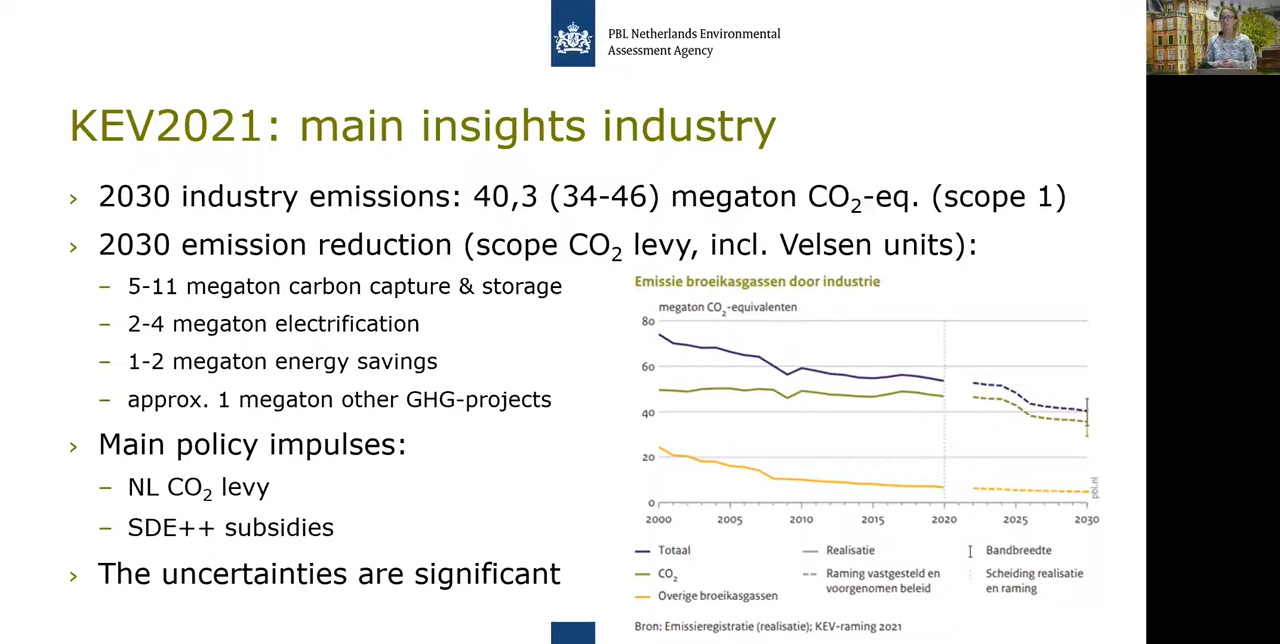 PBL Netherlands Environmental
Assessment Agency
KEV2021: main insights industry
› 2030 industry emissions: 40,3 (34-46) megaton CO₂-eq. (scope 1)
› 2030 emission reduction (scope CO₂ levy, incl. Velsen units):
– 5-11 megaton carbon capture & storage
– 2-4 megaton electrification
– 1-2 megaton energy savings
– approx. 1 megaton other GHG-projects
› Main policy impulses:
– NL CO₂ levy
– SDE++ subsidies
› The uncertainties are significant
Emissie broeikasgassen door industrie
megaton CO₂-equivalenten
80
60
40
20
0
2000 2005 2010 2015 2020 2025 2030
pbl.nl
Totaal
CO₂
Overige broeikasgassen
Realisatie
Raming vastgesteld en
voorgenomen beleid
Bandbreedte
Scheiding realisatie
en raming
Bron: Emissieregistratie (realisatie); KEV-raming 2021